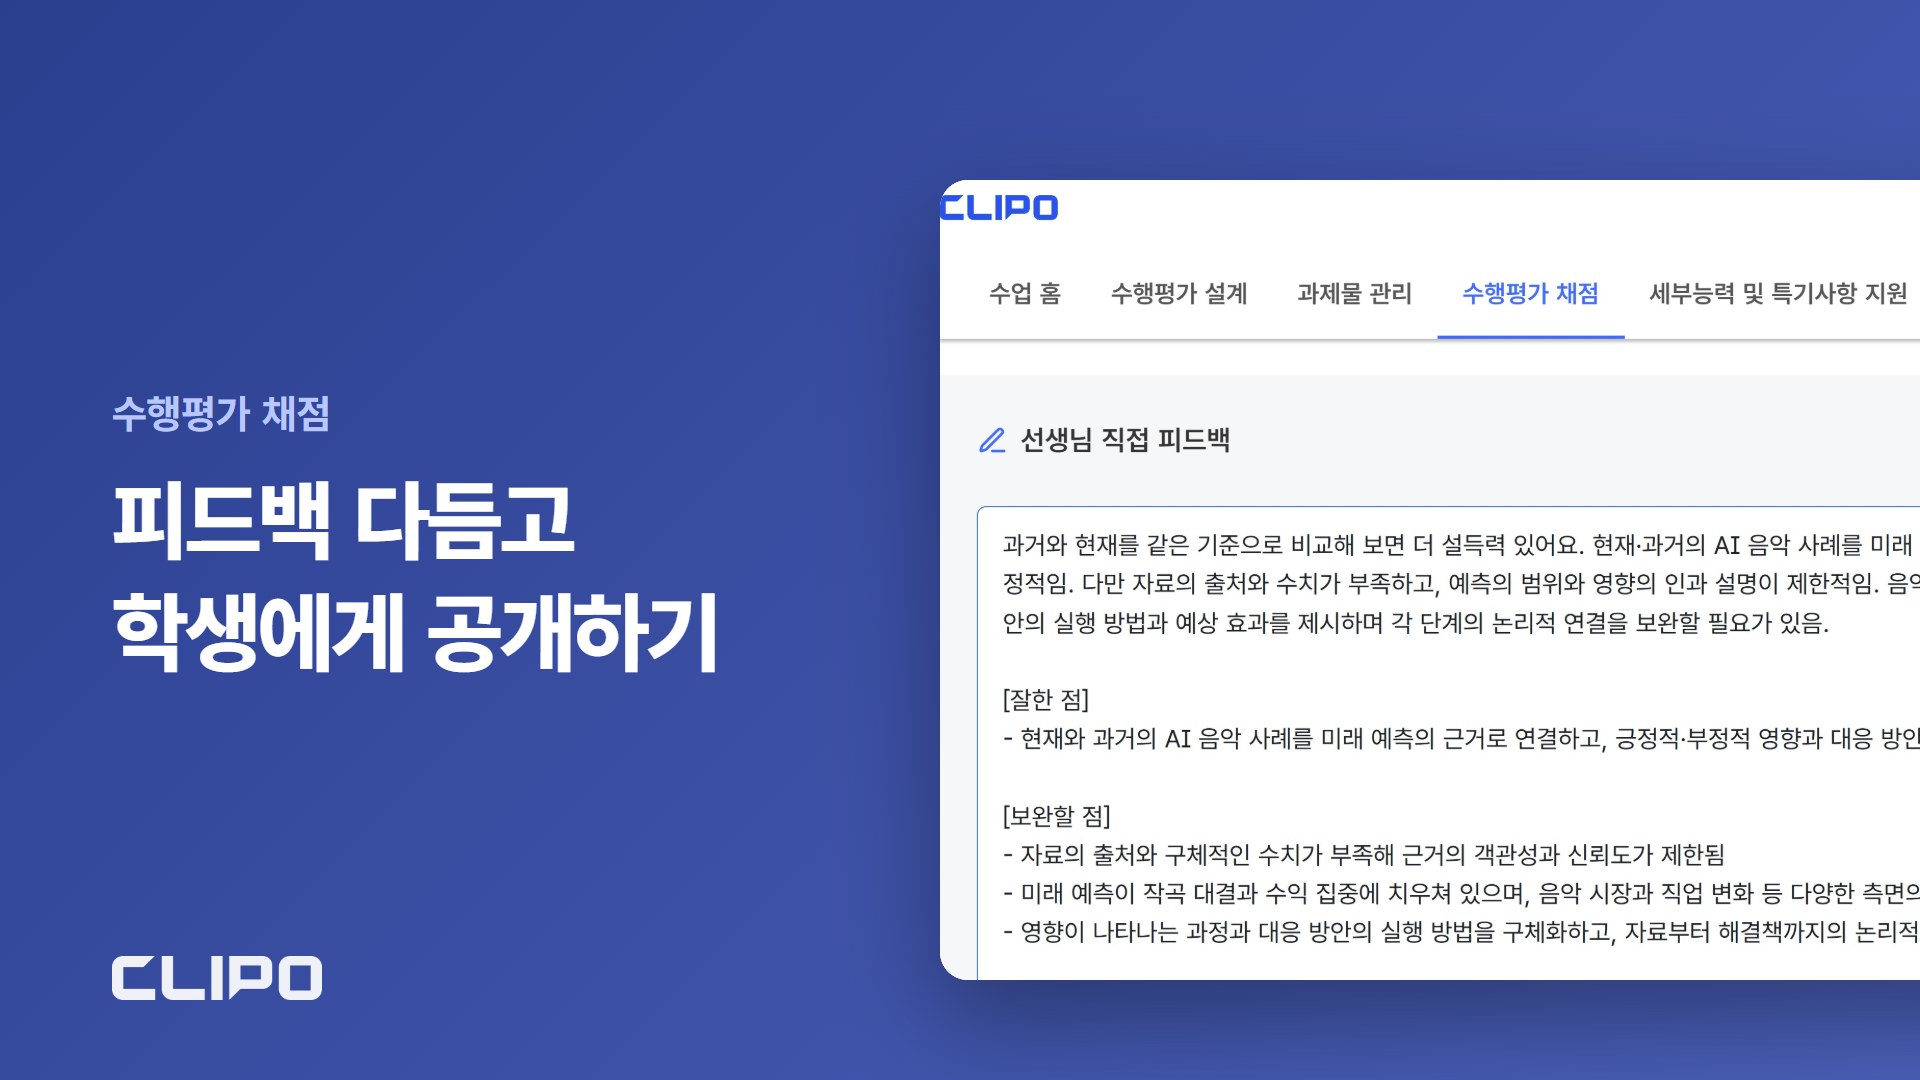 수행평가 채점
피드백 다듬고
학생에게 공개하기
CLIPO
CLIPO
수업 홈
수행평가 설계
과제물 관리
수행평가 채점
세부능력 및 특기사항 지원
선생님 직접 피드백
과거와 현재를 같은 기준으로 비교해 보면 더 설득력 있어요. 현재·과거의 AI 음악 사례를 미래
정적임. 다만 자료의 출처와 수치가 부족하고, 예측의 범위와 영향의 인과 설명이 제한적임. 음악
안의 실행 방법과 예상 효과를 제시하며 각 단계의 논리적 연결을 보완할 필요가 있음.
[잘한 점]
- 현재와 과거의 AI 음악 사례를 미래 예측의 근거로 연결하고, 긍정적·부정적 영향과 대응 방안
[보완할 점]
- 자료의 출처와 구체적인 수치가 부족해 근거의 객관성과 신뢰도가 제한됨
- 미래 예측이 작곡 대결과 수익 집중에 치우쳐 있으며, 음악 시장과 직업 변화 등 다양한 측면의
- 영향이 나타나는 과정과 대응 방안의 실행 방법을 구체화하고, 자료부터 해결책까지의 논리적